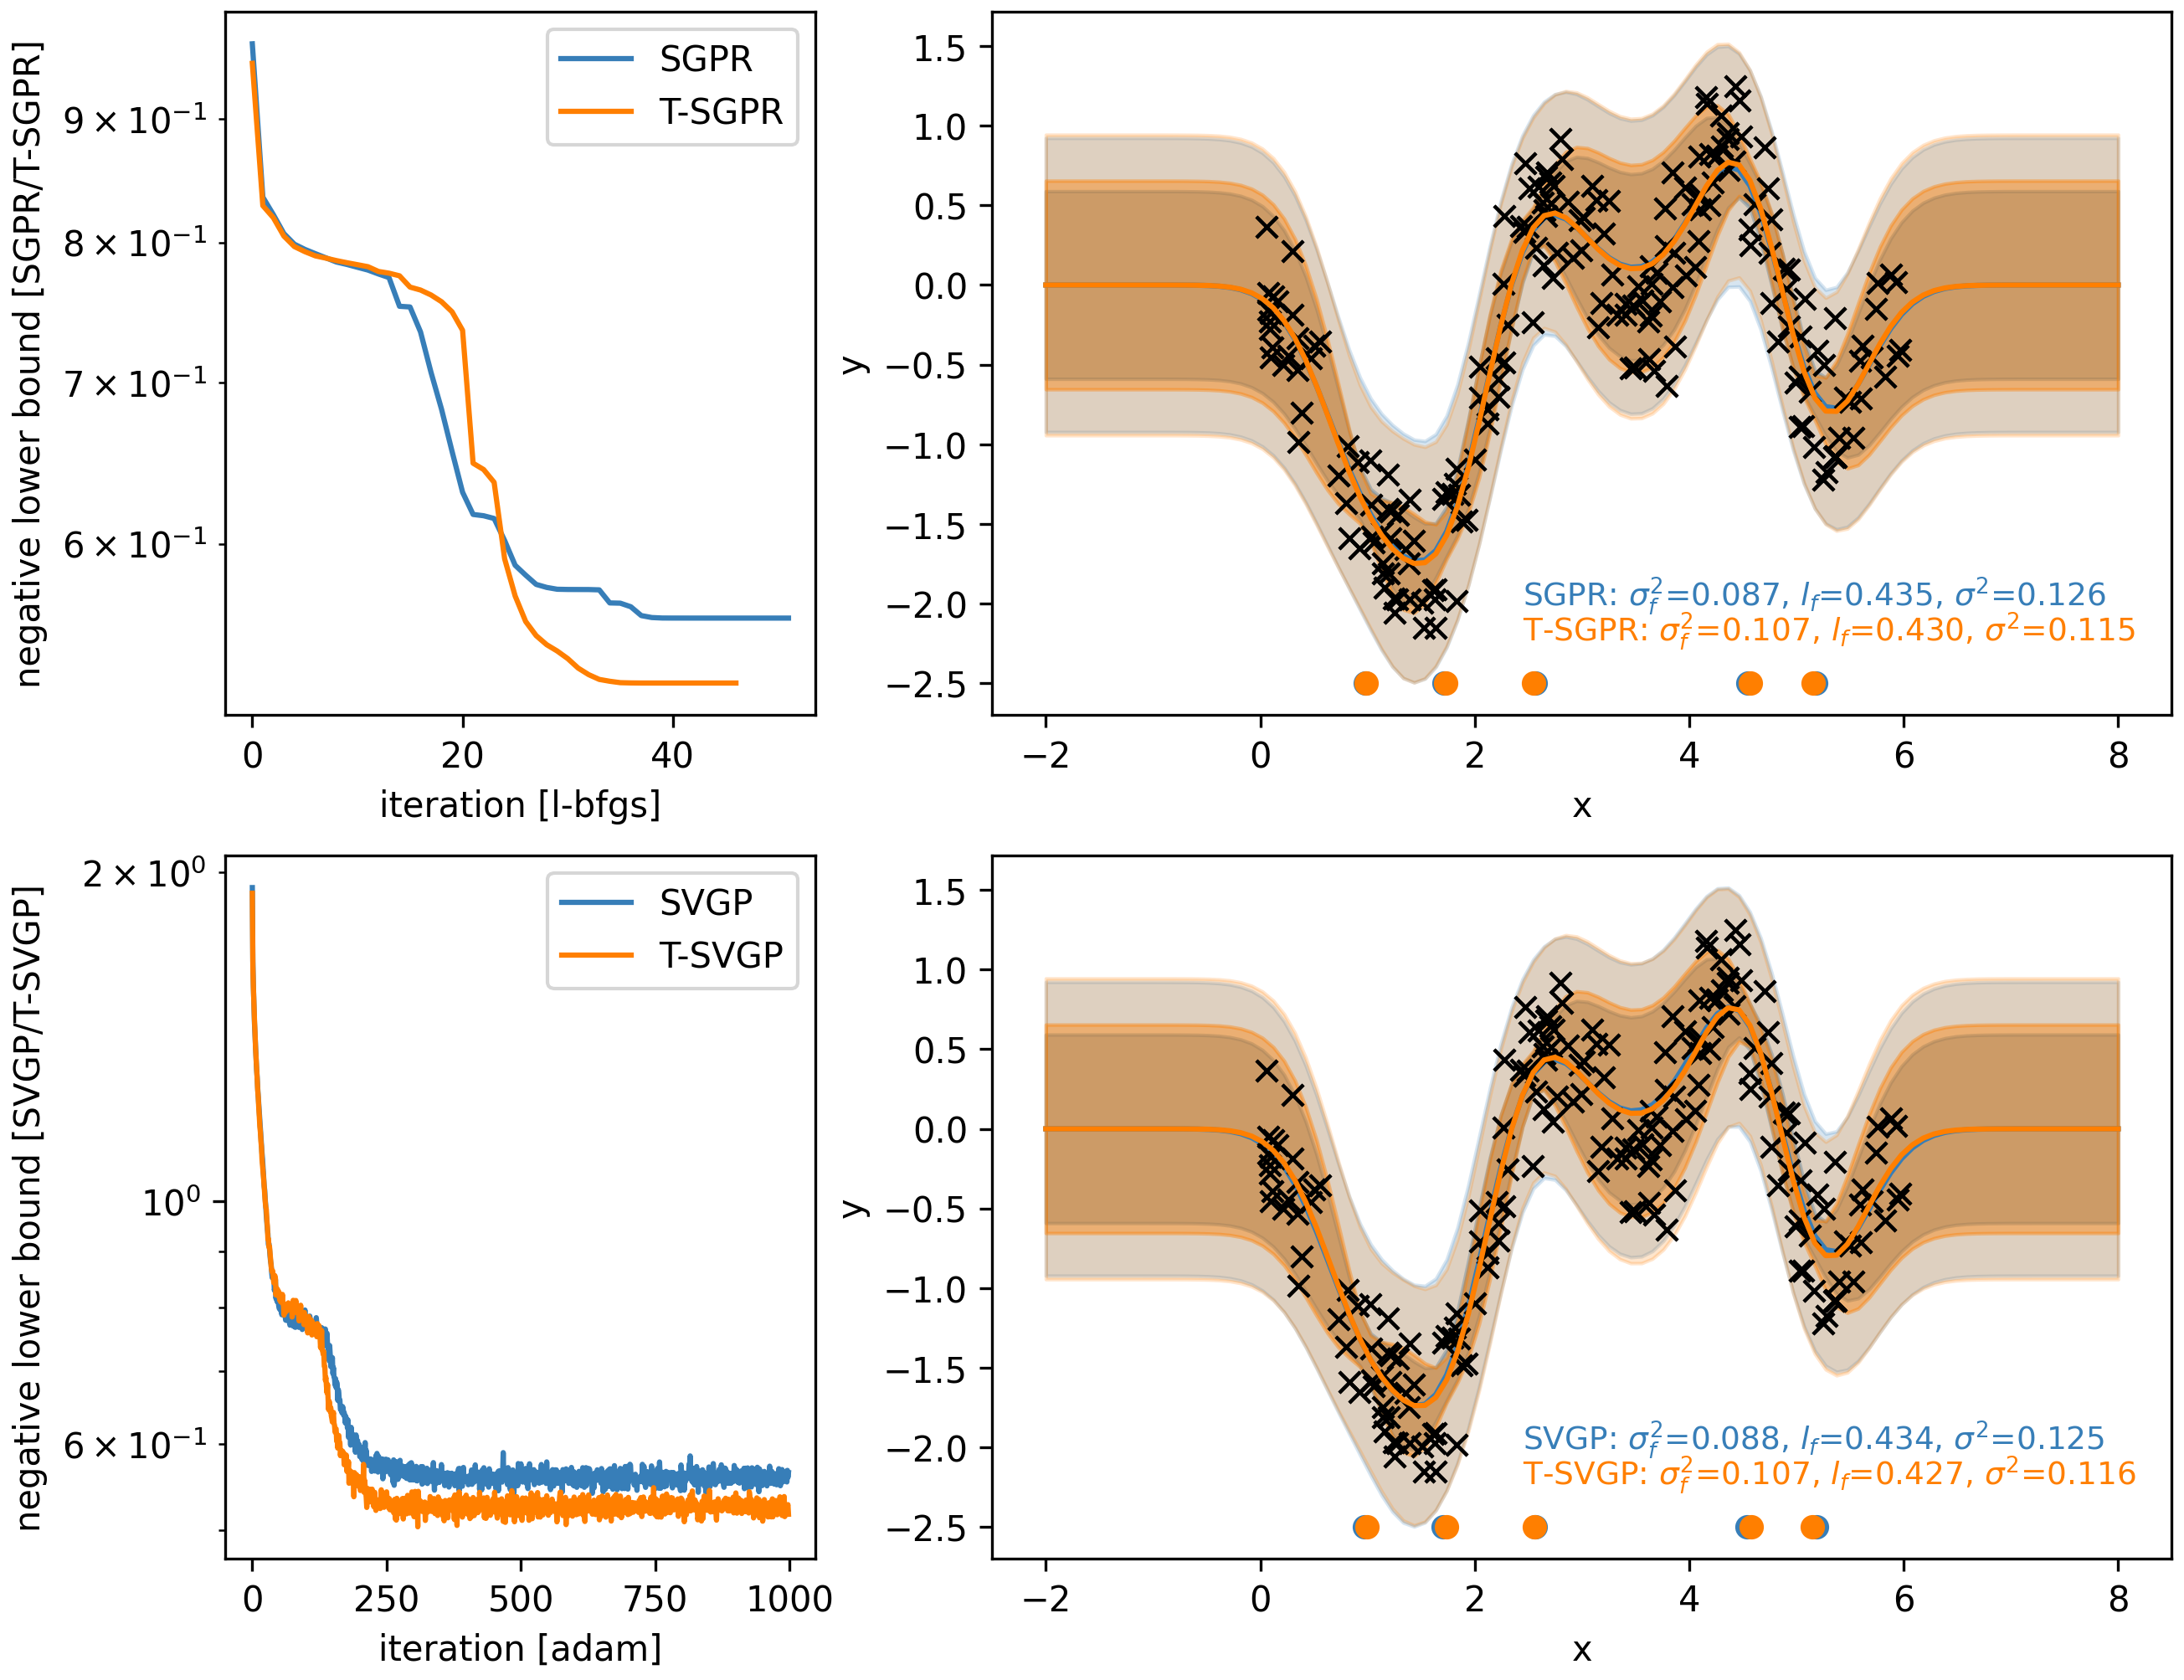 negative lower bound [SGPR/T-SGPR]
9 × 10⁻¹
8 × 10⁻¹
7 × 10⁻¹
6 × 10⁻¹
SGPR
T-SGPR
0 20 40
iteration [l-bfgs]
y
1.5
1.0
0.5
0.0
−0.5
−1.0
−1.5
−2.0
−2.5
SGPR: σ_f²=0.087, l_f=0.435, σ²=0.126
T-SGPR: σ_f²=0.107, l_f=0.430, σ²=0.115
−2 0 2 4 6 8
x
negative lower bound [SVGP/T-SVGP]
2 × 10⁰
10⁰
6 × 10⁻¹
SVGP
T-SVGP
0 250 500 750 1000
iteration [adam]
y
1.5
1.0
0.5
0.0
−0.5
−1.0
−1.5
−2.0
−2.5
SVGP: σ_f²=0.088, l_f=0.434, σ²=0.125
T-SVGP: σ_f²=0.107, l_f=0.427, σ²=0.116
−2 0 2 4 6 8
x